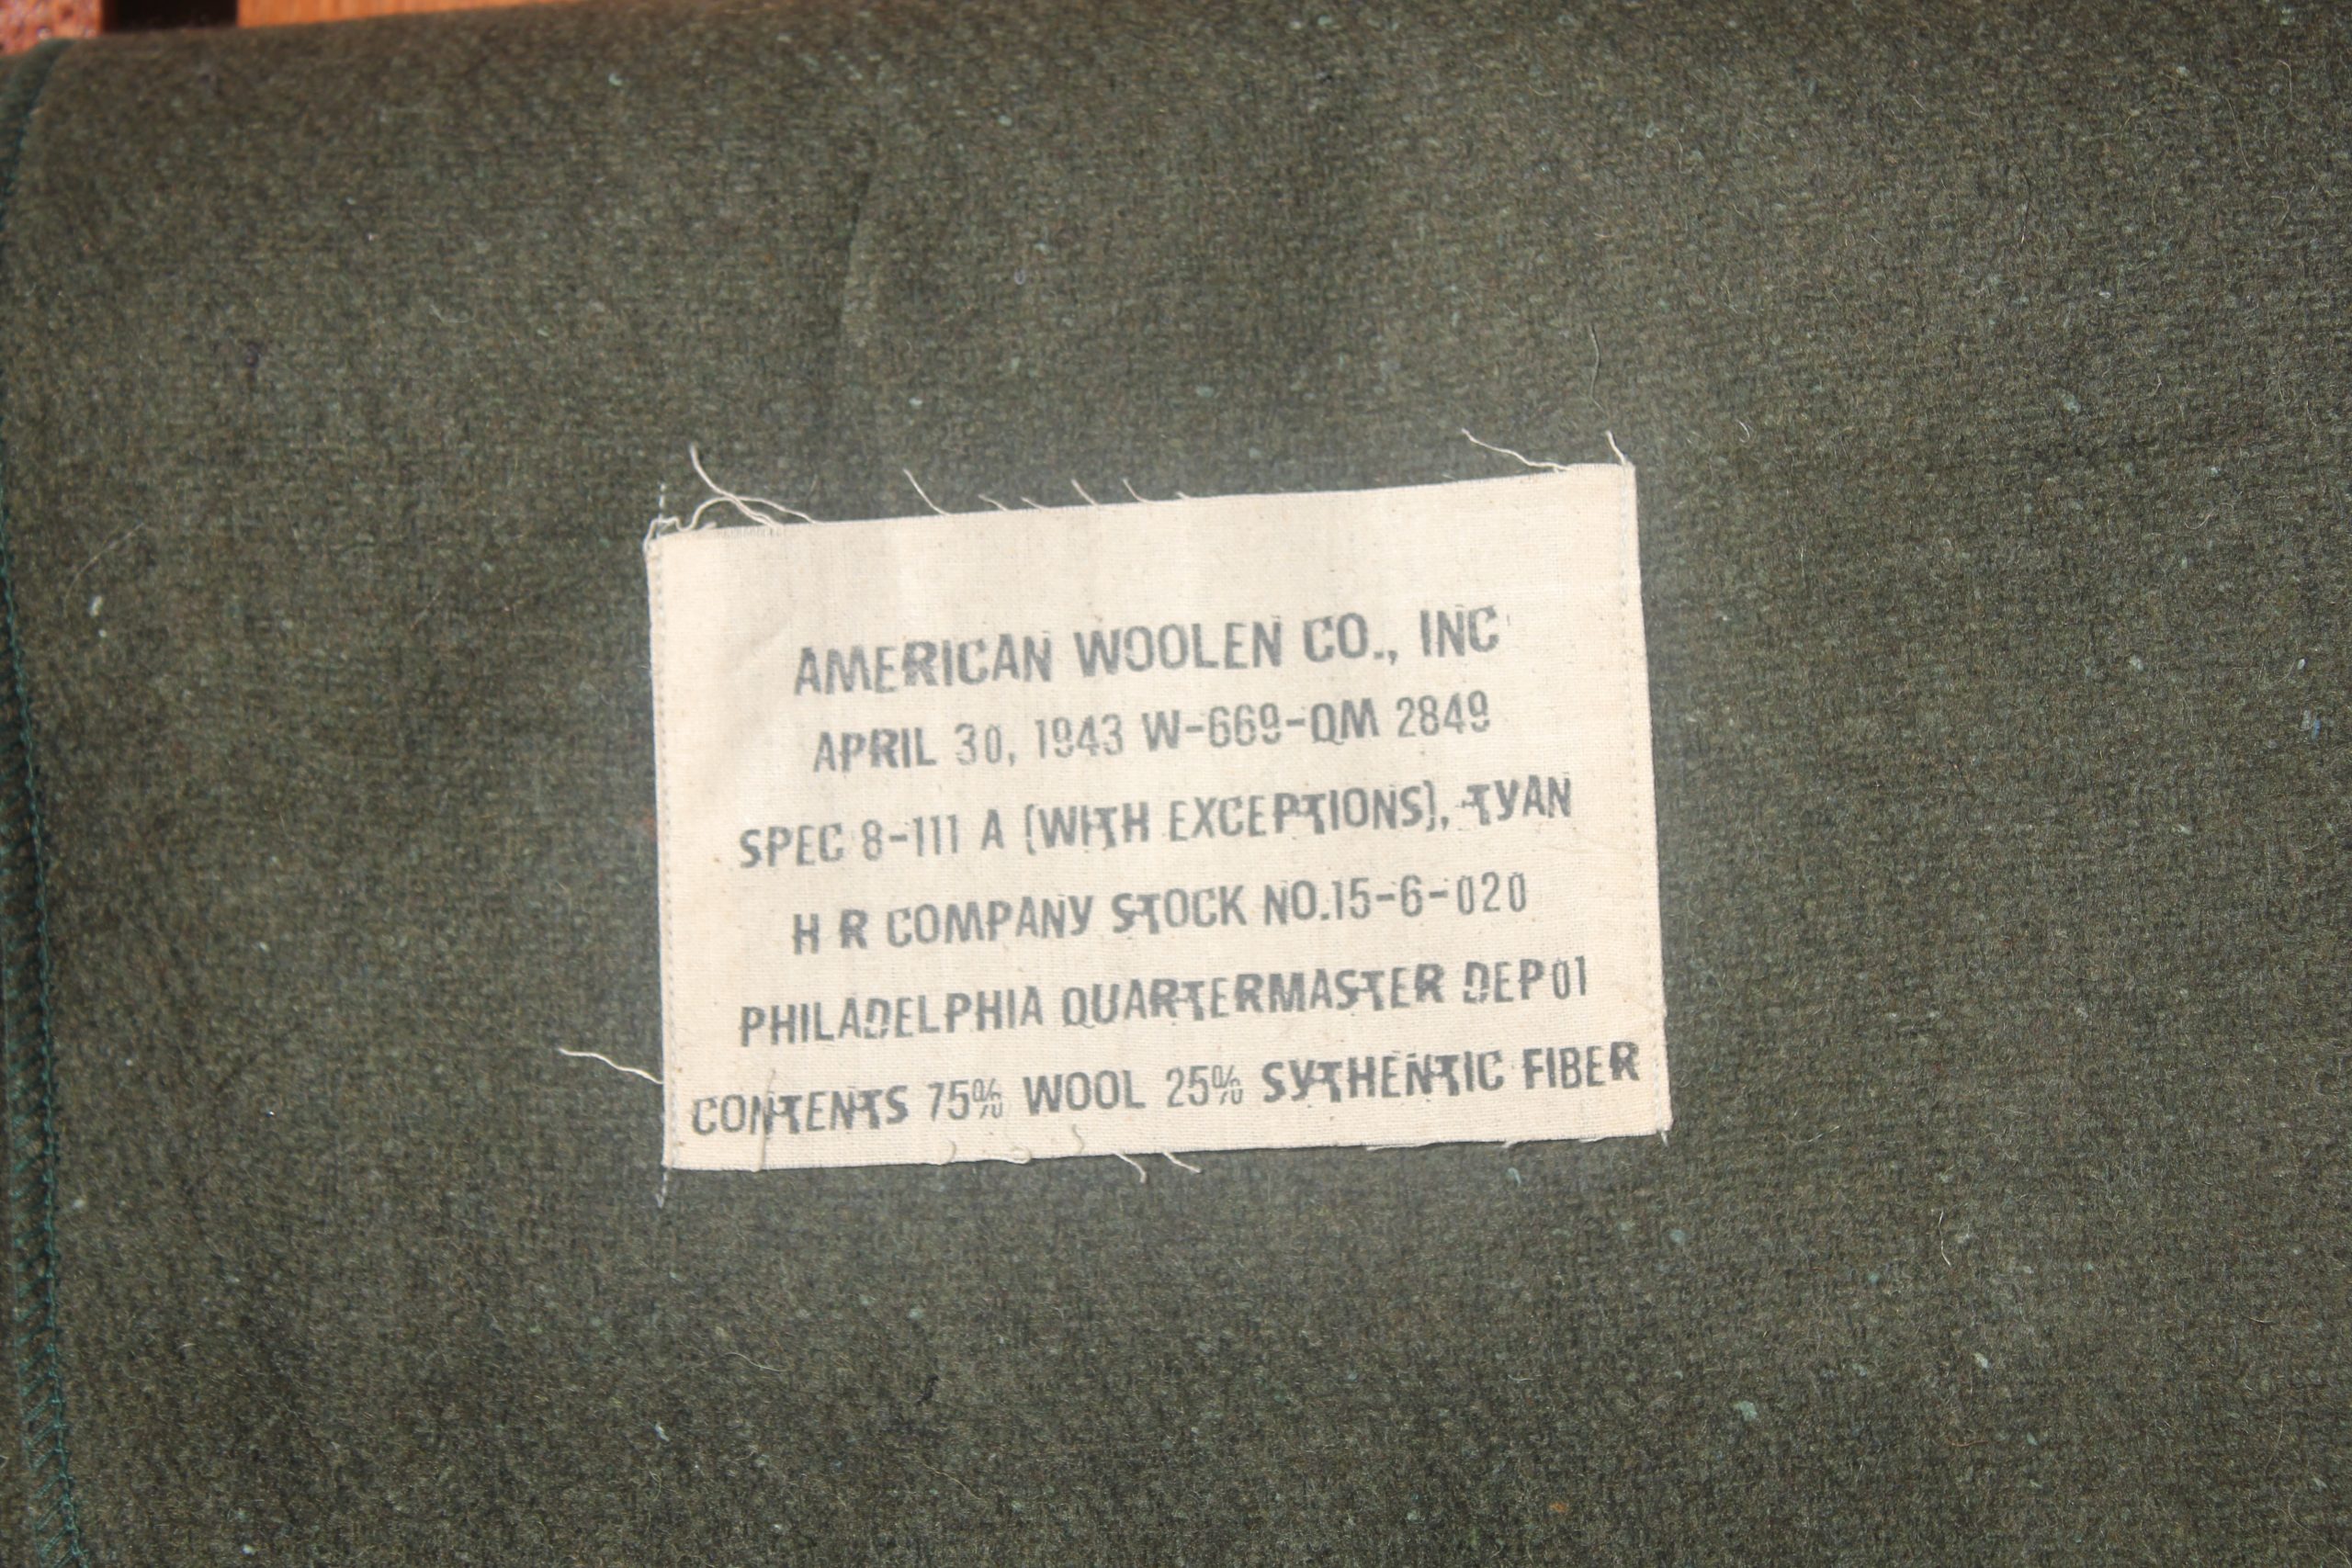 AMERICAN WOOLEN CO., INC
APRIL 30, 1943 W-669-QM 2849
SPEC 8-111 A (WITH EXCEPTIONS), TYAN
H R COMPANY STOCK NO.15-6-020
PHILADELPHIA QUARTERMASTER DEPOT
CONTENTS 75% WOOL 25% SYTHENTIC FIBER